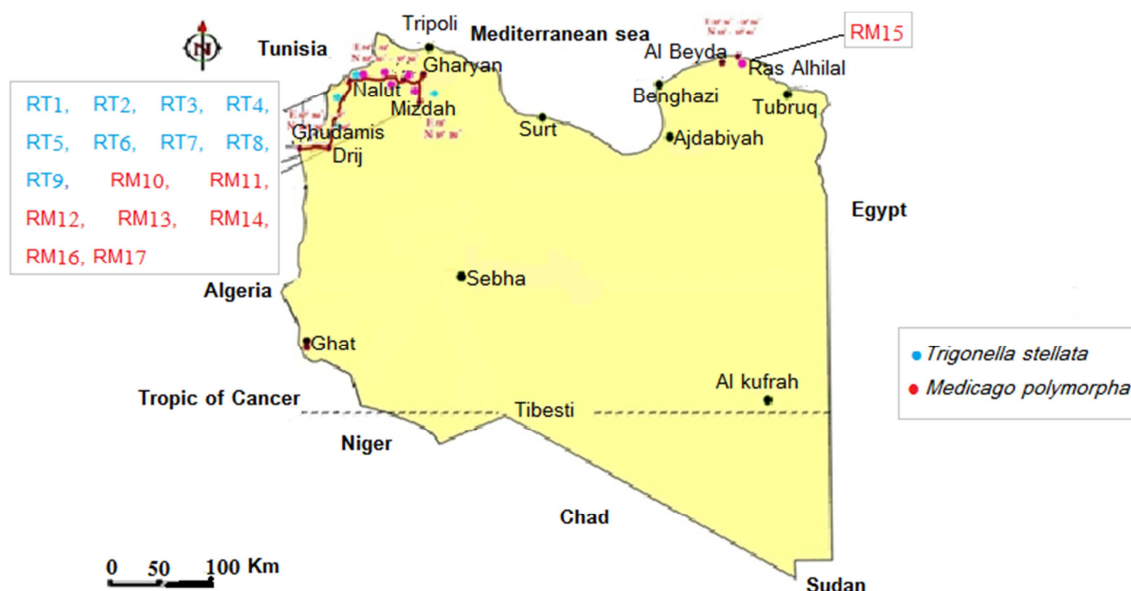 Tripoli
Mediterranean sea
Tunisia
Al Beyda
RM15
Gharyan
Ras Alhilal
Nalut
Benghazi
Mizdah
Tubruq
RT1, RT2, RT3, RT4,
RT5, RT6, RT7, RT8,
RT9, RM10, RM11,
RM12, RM13, RM14,
RM16, RM17
Surt
Ghudamis
Ajdabiyah
Drij
Egypt
Sebha
Algeria
Ghat
Trigonella stellata
Medicago polymorpha
Al kufrah
Tropic of Cancer
Tibesti
Niger
Chad
0 50 100 Km
Sudan
N